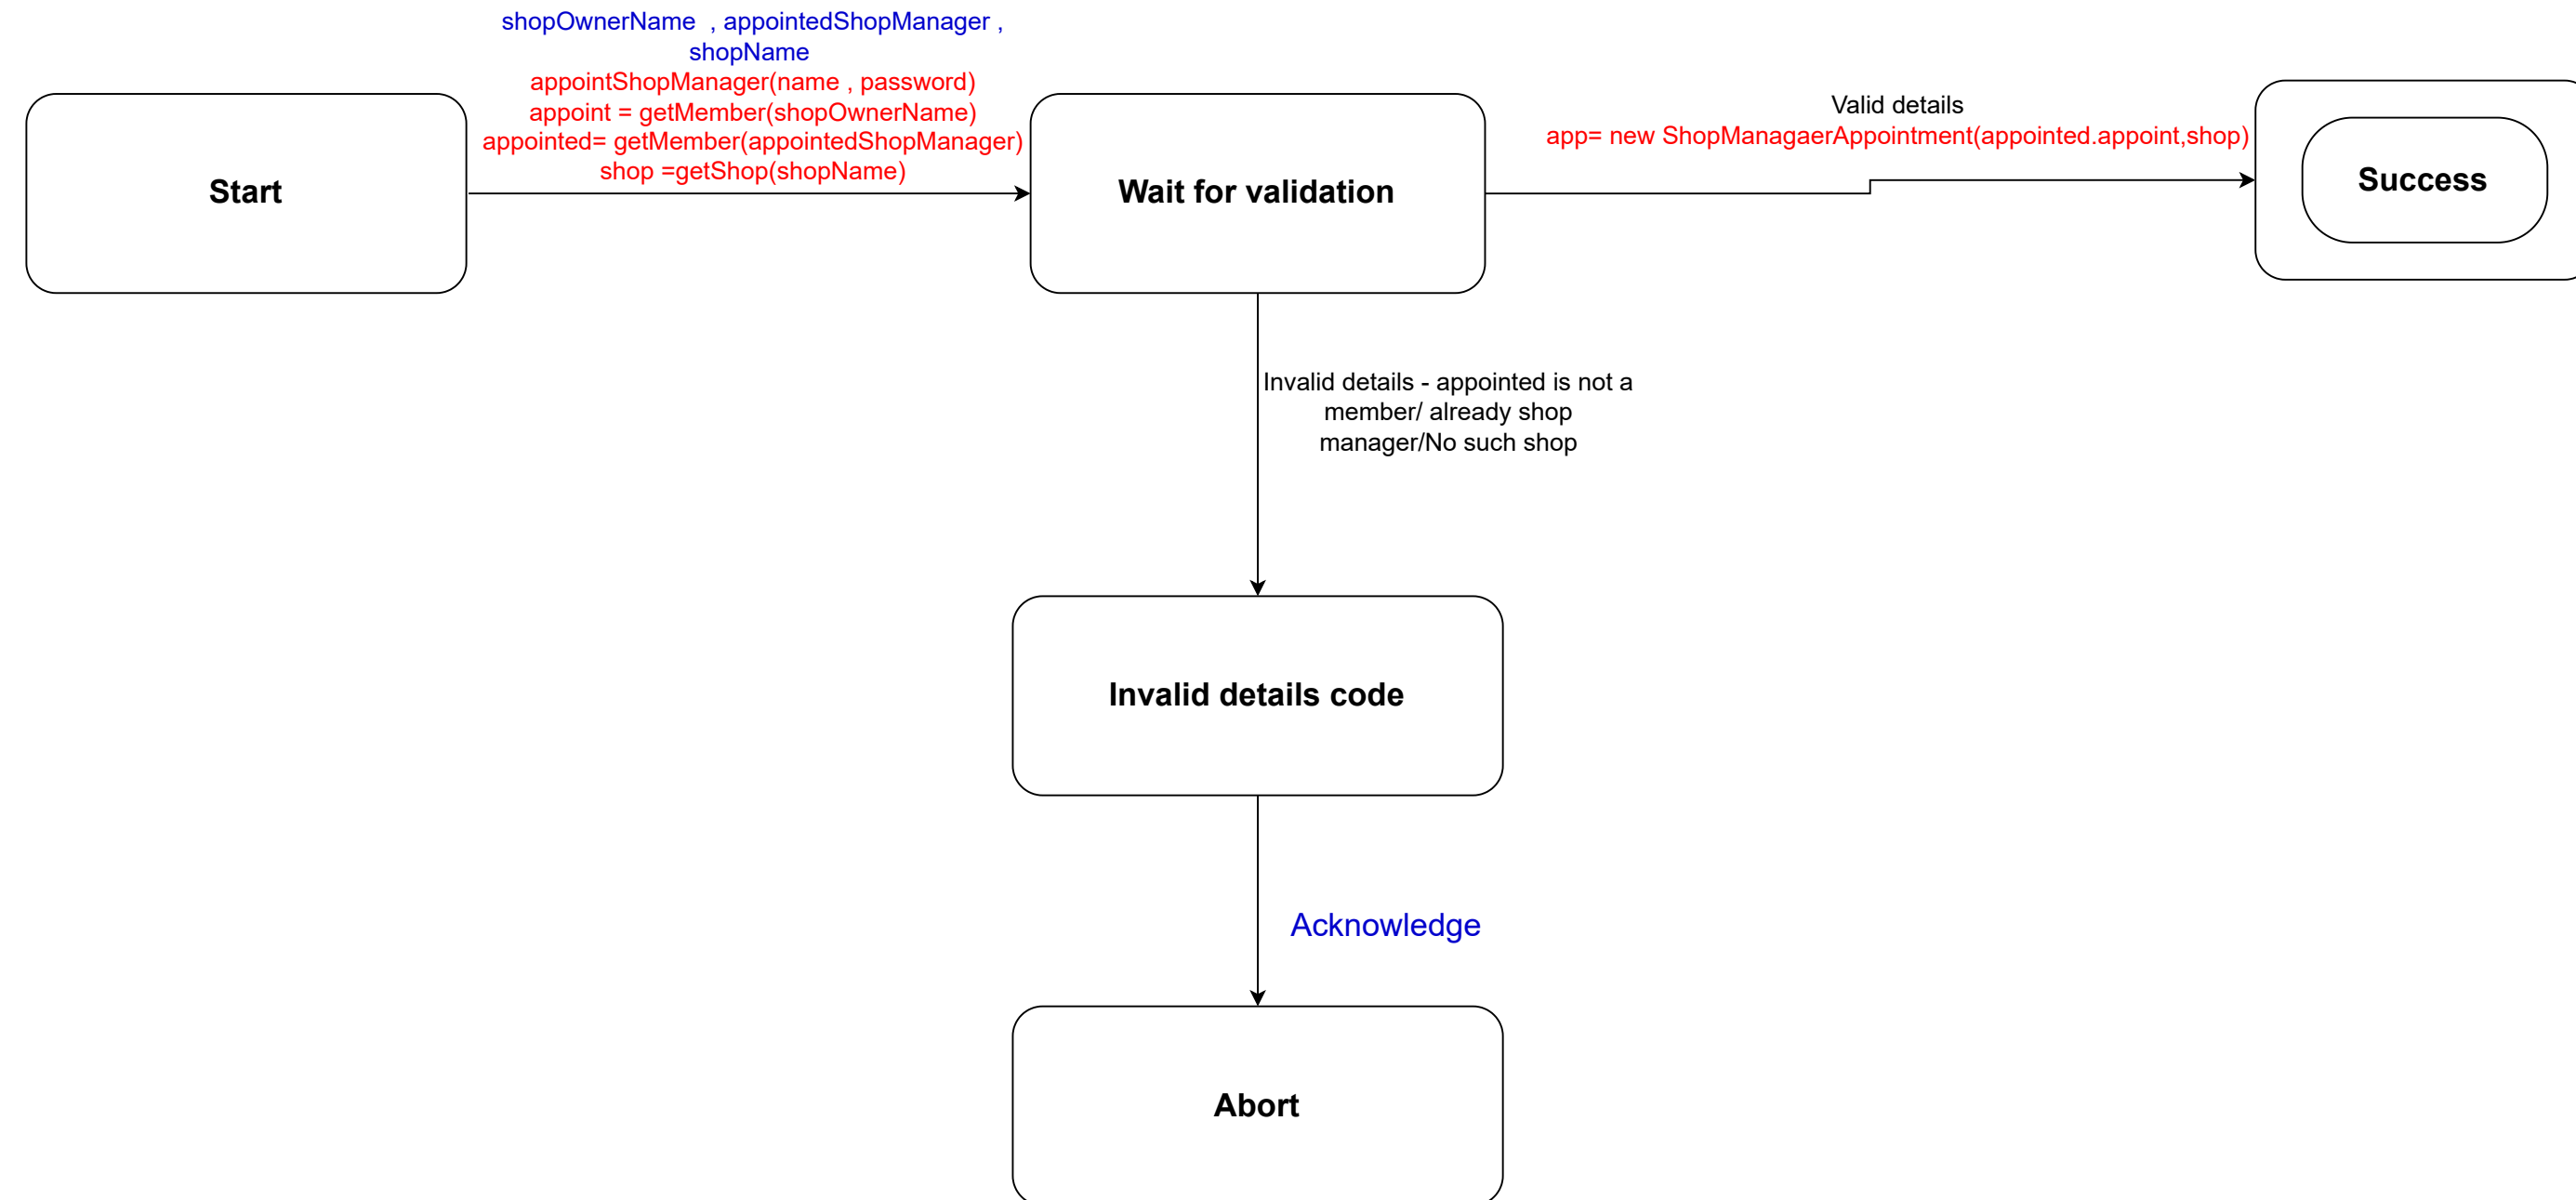 shopOwnerName , appointedShopManager ,
shopName
appointShopManager(name , password)
appoint = getMember(shopOwnerName)
appointed= getMember(appointedShopManager)
shop =getShop(shopName)
Start
Wait for validation
Valid details
app= new ShopManagaerAppointment(appointed.appoint,shop)
Success
Invalid details - appointed is not a
member/ already shop
manager/No such shop
Invalid details code
Acknowledge
Abort